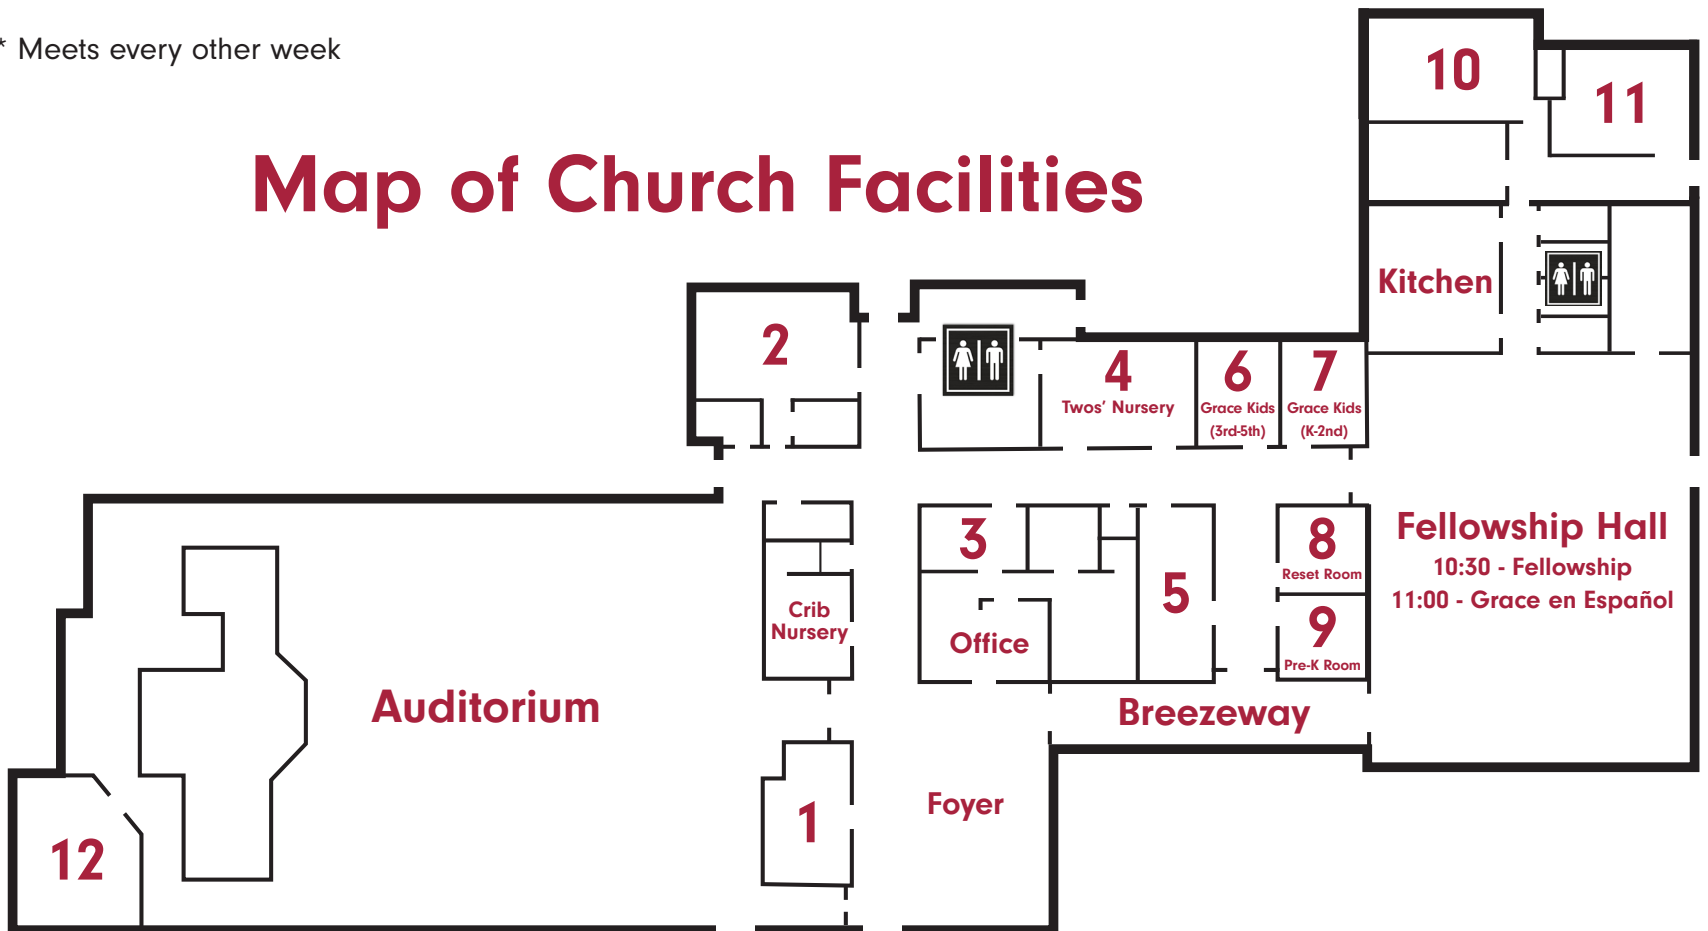 * Meets every other week
Map of Church Facilities
10
11
Kitchen
2
4
Twos' Nursery
6
Grace Kids
(3rd-5th)
7
Grace Kids
(K-2nd)
3
5
8
Reset Room
9
Pre-K Room
Fellowship Hall
10:30 - Fellowship
11:00 - Grace en Español
Crib
Nursery
Office
Auditorium
Breezeway
Foyer
1
12